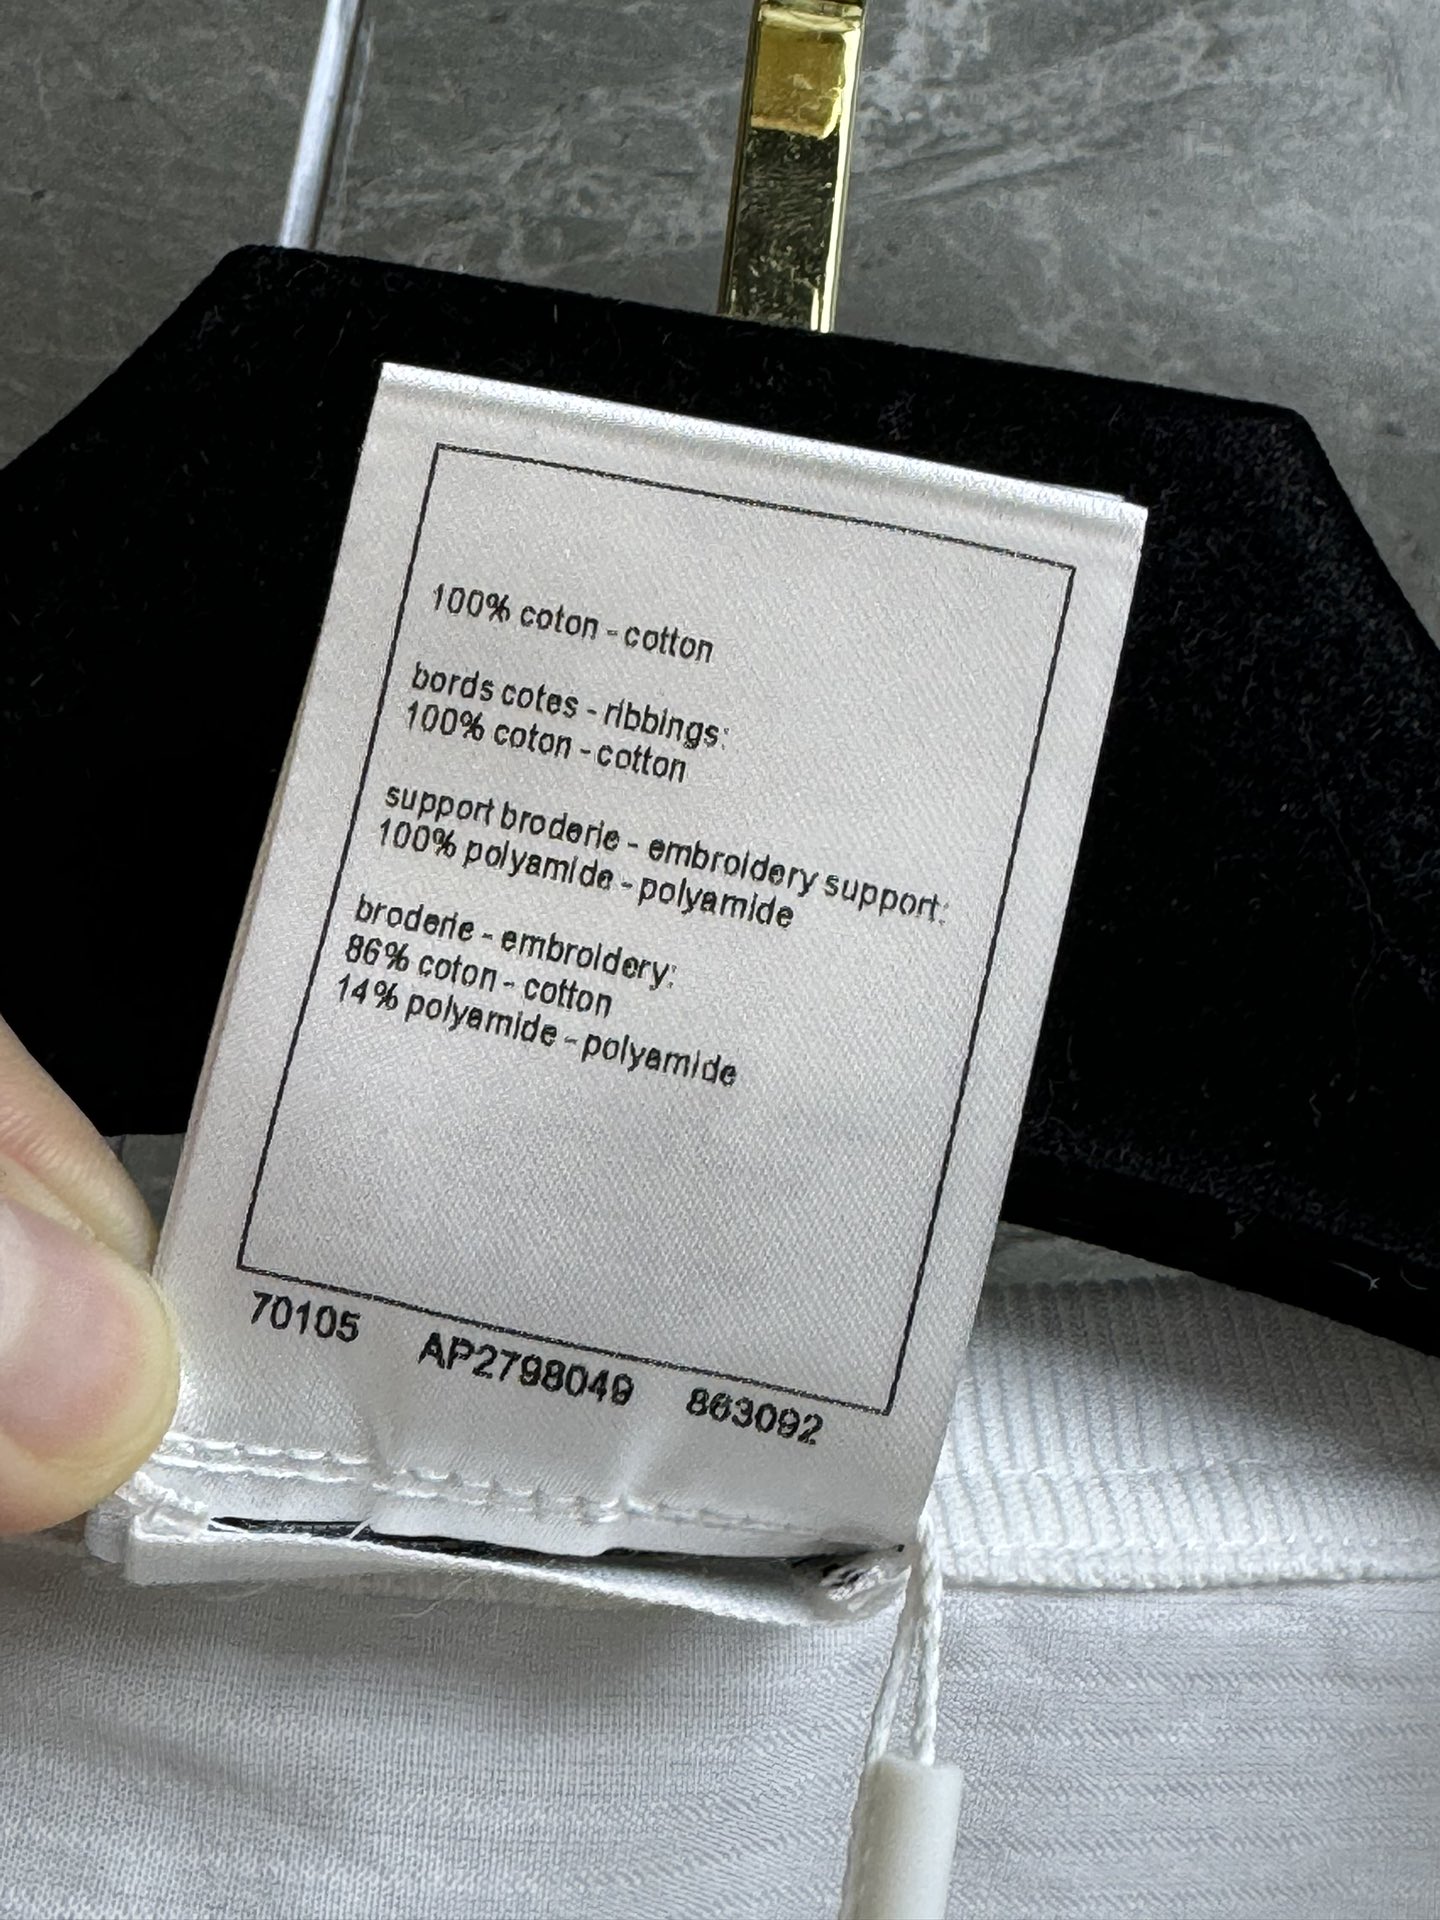 100% coton - cotton
bords cotes - ribbings:
100% coton - cotton
support broderie - embroidery support:
100% polyamide - polyamide
broderie - embroidery:
86% coton - cotton
14% polyamide - polyamide
70105 AP2798049 863092